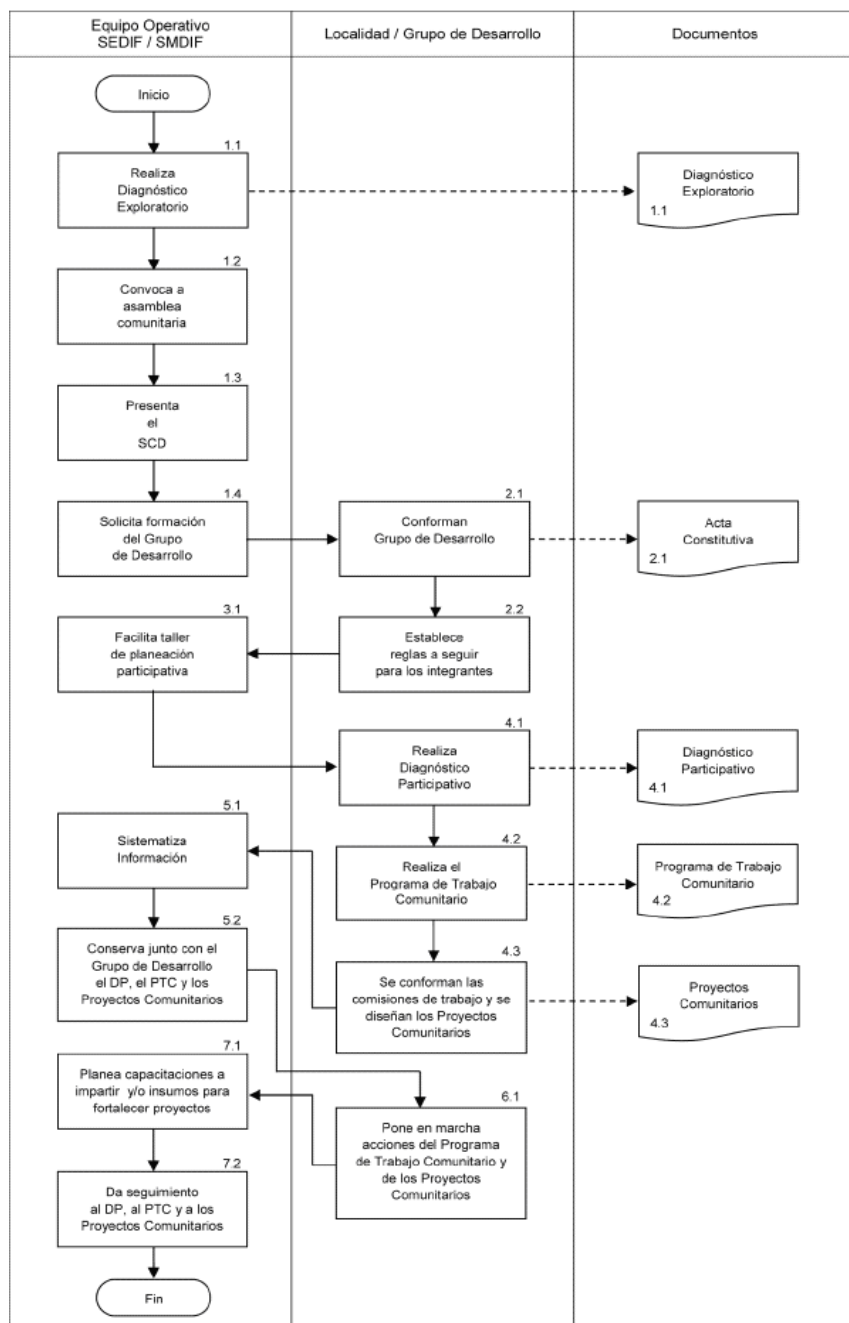 Equipo Operativo
SEDIF / SMDIF
Localidad / Grupo de Desarrollo
Documentos
Inicio
1.1
Realiza
Diagnóstico
Exploratorio
Diagnóstico
Exploratorio
1.1
1.2
Convoca a
asamblea
comunitaria
1.3
Presenta
el
SCD
1.4
Solicita formación
del Grupo
de Desarrollo
2.1
Conforman
Grupo de Desarrollo
Acta
Constitutiva
2.1
3.1
Facilita taller
de planeación
participativa
2.2
Establece
reglas a seguir
para los integrantes
4.1
Realiza
Diagnóstico
Participativo
Diagnóstico
Participativo
4.1
5.1
Sistematiza
Información
4.2
Realiza el
Programa de Trabajo
Comunitario
Programa de Trabajo
Comunitario
4.2
5.2
Conserva junto con el
Grupo de Desarrollo
el DP, el PTC y los
Proyectos Comunitarios
4.3
Se conforman las
comisiones de trabajo y se
diseñan los Proyectos
Comunitarios
Proyectos
Comunitarios
4.3
7.1
Planea capacitaciones a
impartir y/o insumos para
fortalecer proyectos
6.1
Pone en marcha
acciones del Programa
de Trabajo Comunitario y
de los Proyectos
Comunitarios
7.2
Da seguimiento
al DP, al PTC y a los
Proyectos Comunitarios
Fin